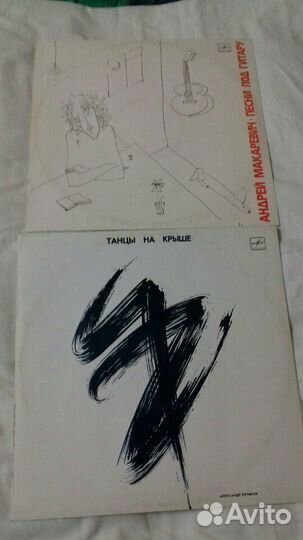 АНДРЕЙ МАКАРЕВИЧ · ПЕСНИ ПОД ГИТАРУ
ТАНЦЫ НА КРЫШЕ
АЛЕКСАНДР КУТИКОВ
Avito